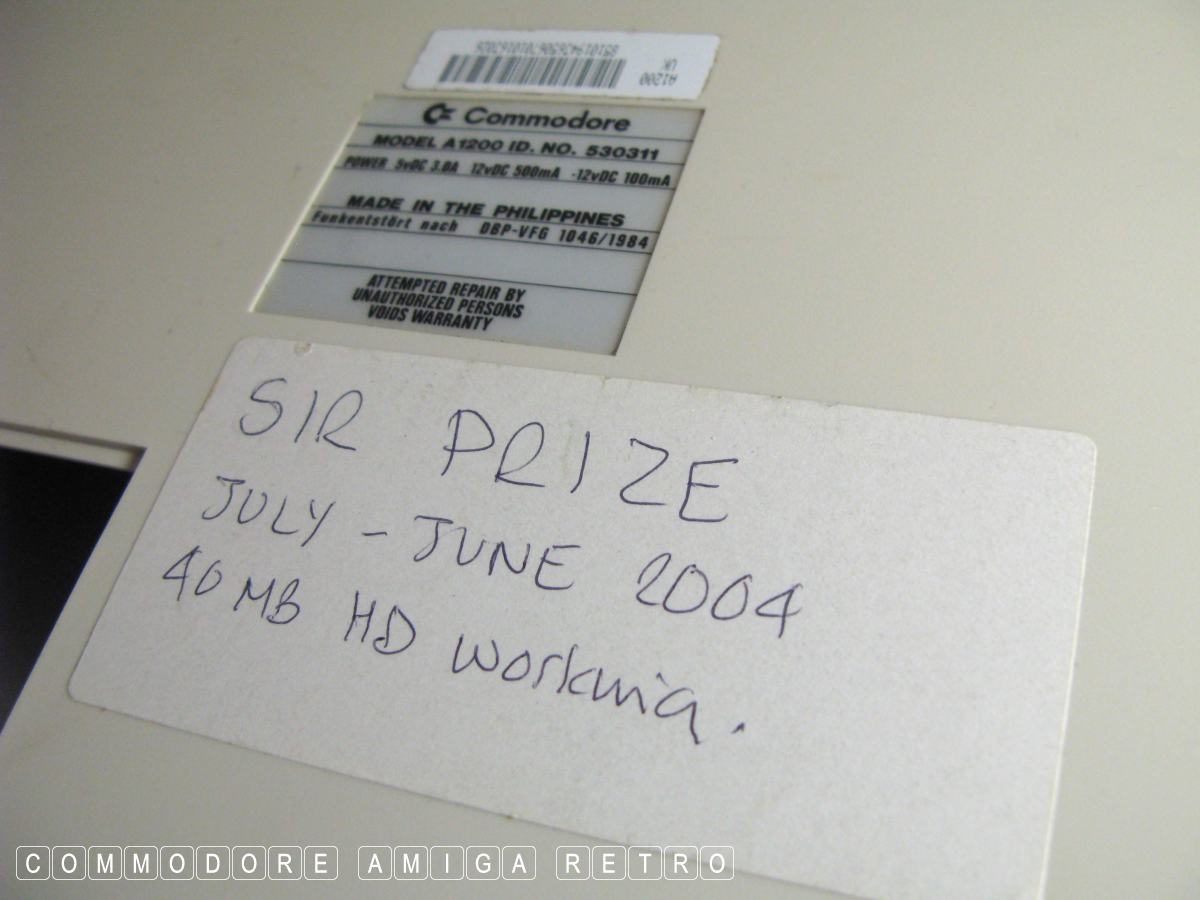 A1200
UK
Commodore
MODEL A1200 ID. NO. 530311
POWER 5vDC 3.0A 12vDC 500mA -12vDC 100mA
MADE IN THE PHILIPPINES
Funkentstört nach DBP-VFG 1046/1984
ATTEMPTED REPAIR BY
UNAUTHORIZED PERSONS
VOIDS WARRANTY
SIR PRIZE
JULY - JUNE 2004
40 MB HD working.
COMMODORE AMIGA RETRO